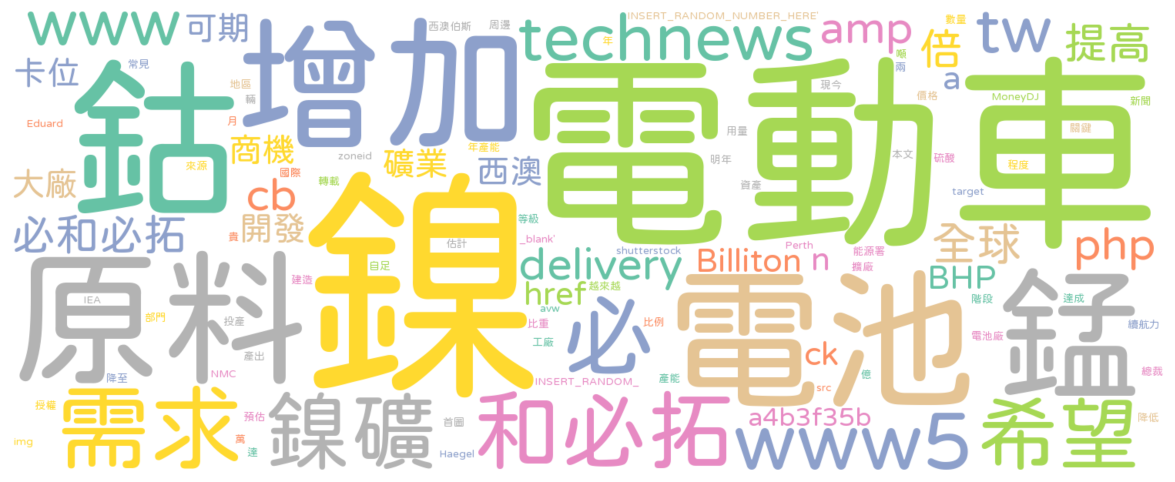 www 可期 增加 西澳伯斯 周邊 technews INSERT_RANDOM_NUMBER_HERE' amp 倍 數量 tw 提高
卡位 常見 鈷 地區 輛 月 年 電動車 現今 噸 兩 a 價格 MoneyDJ 新聞
Eduard 商機 來源 國際 zoneid 礦業 年產能 西澳 用量 明年 資產 本文 硫酸 關鍵 程度
大廠 cb 轉載 鎳 target
必和必拓 貴 開發 估計 等級 _blank' shutterstock Perth 能源署 擴廠 全球 php
原料 IEA 建造 自足 delivery 越來越 Billiton n BHP 錳
部門 投產 產出 href avw 必 電池 階段 達成 續航力
降至 NMC 比重 工廠 比例 ck 電池廠 總裁
授權 需求 預估 鎳礦 INSERT_RANDOM_ 產能 src 億 希望 降低
img 萬 達 首圖 Haegel 和必拓 a4b3f35b www5